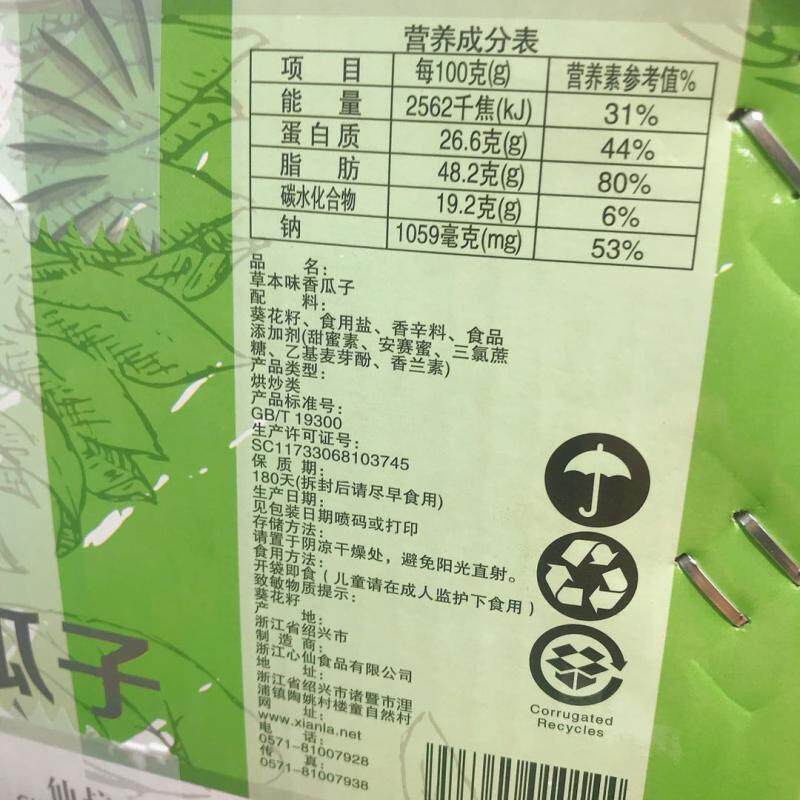 营养成分表
项 目 每100克(g) 营养素参考值%
能 量 2562千焦(kJ) 31%
蛋白质 26.6克(g) 44%
脂 肪 48.2克(g) 80%
碳水化合物 19.2克(g) 6%
钠 1059毫克(mg) 53%
品 名：
草本味香瓜子
配 料：
葵花籽、食用盐、香辛料、食品
添加剂(甜蜜素、安赛蜜、三氯蔗
糖、乙基麦芽酚、香兰素)
产品类型：
烘炒类
产品标准号：
GB/T 19300
生产许可证号：
SC11733068103745
保 质 期：
180天(拆封后请尽早食用)
生产日期：
见包装日期喷码或打印
存储方法：
请置于阴凉干燥处，避免阳光直射。
食用方法：
开袋即食（儿童请在成人监护下食用）
致敏物质提示：
葵花籽
产 地：
浙江省绍兴市
制 造 商：
浙江心仙食品有限公司
地 址：
浙江省绍兴市诸暨市浬
浦镇陶姚村楼童自然村
网 址：
www.xianla.net
电 话：
0571-81007928
传 真：
0571-81007938
Corrugated
Recycles
瓜子